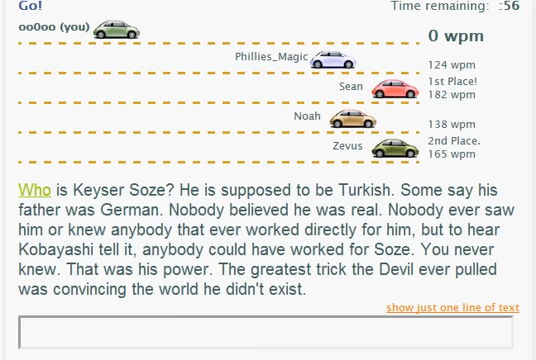 Go! Time remaining: :56
oo0oo (you) 0 wpm
Phillies_Magic 124 wpm
Sean 1st Place!
182 wpm
Noah 138 wpm
Zevus 2nd Place.
165 wpm
Who is Keyser Soze? He is supposed to be Turkish. Some say his
father was German. Nobody believed he was real. Nobody ever saw
him or knew anybody that ever worked directly for him, but to hear
Kobayashi tell it, anybody could have worked for Soze. You never
knew. That was his power. The greatest trick the Devil ever pulled
was convincing the world he didn't exist.
show just one line of text